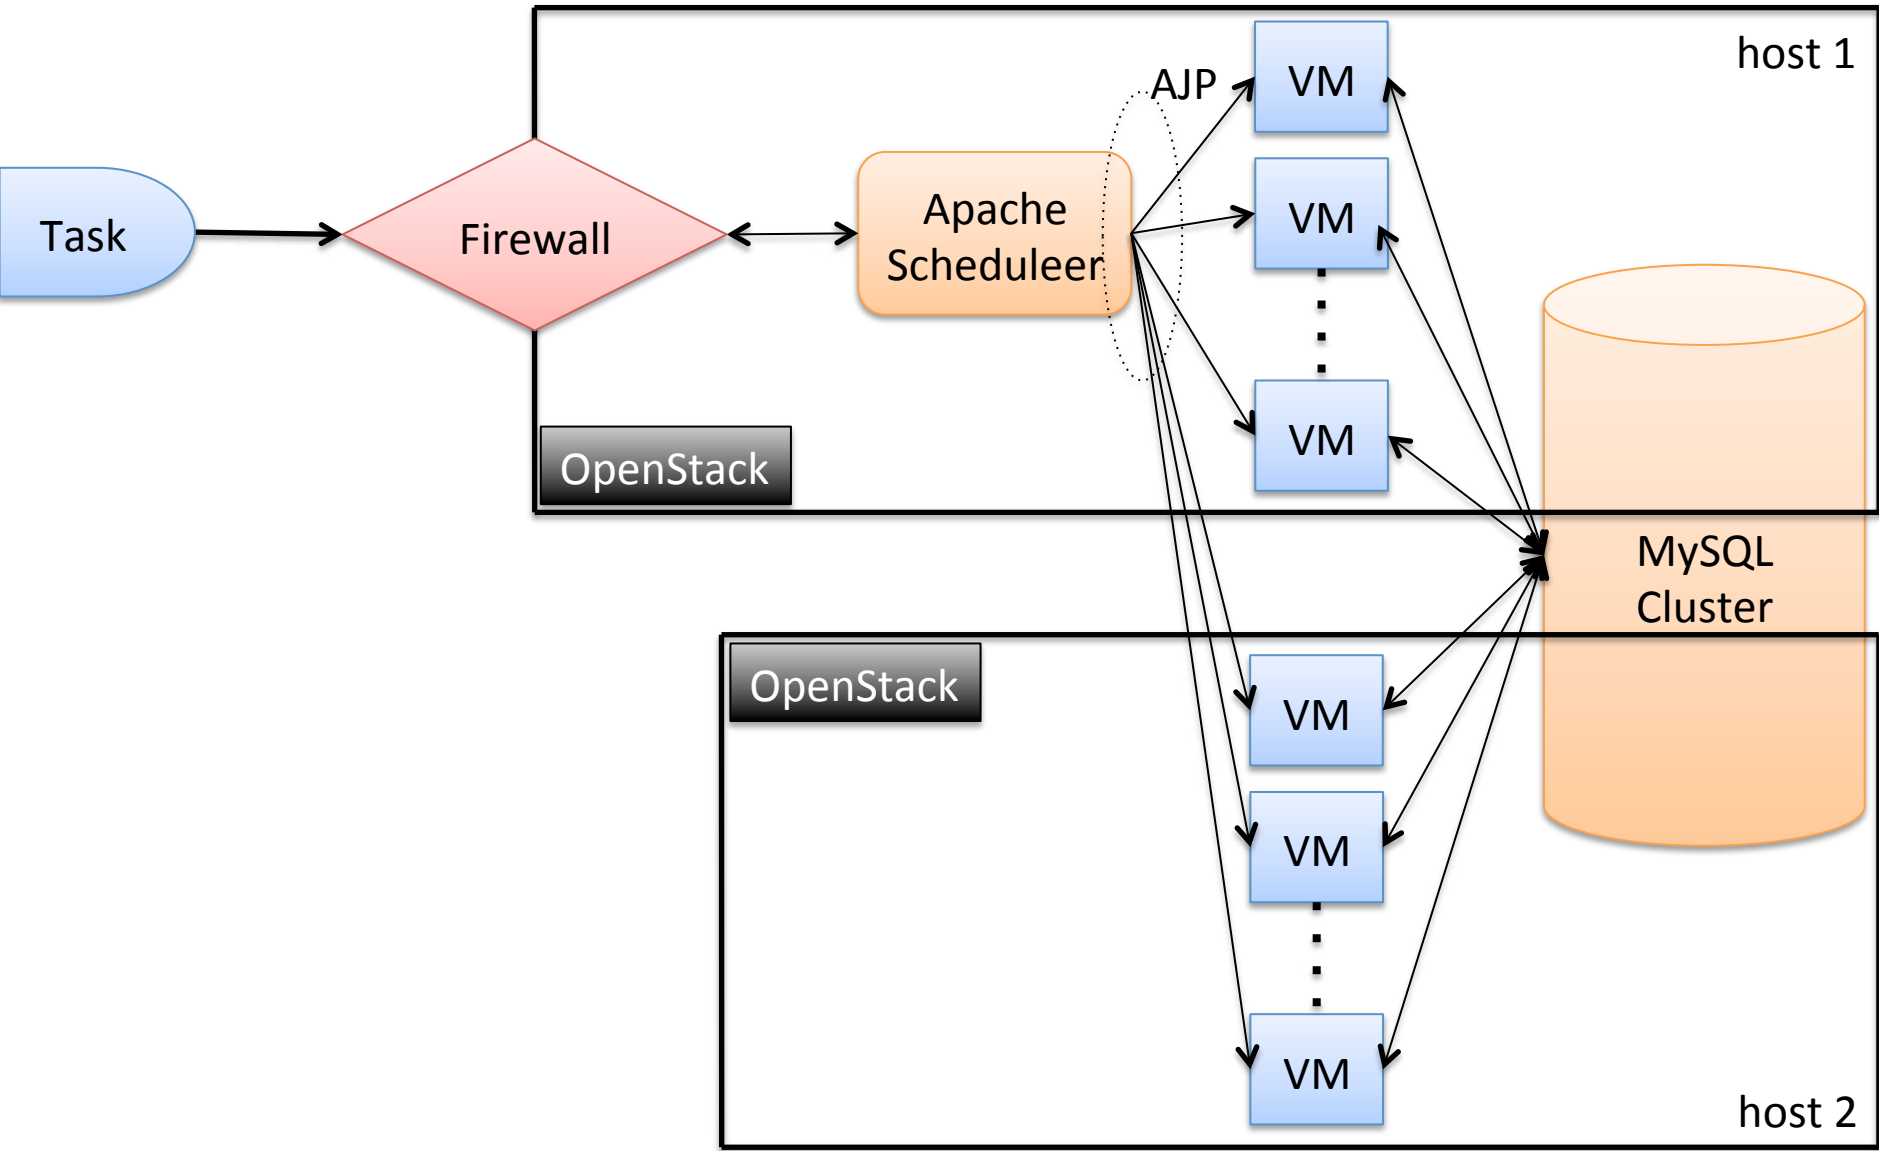 host 1
AJP
VM
Task
Firewall
Apache
Scheduleer
VM
VM
OpenStack
MySQL
Cluster
OpenStack
VM
VM
VM
host 2